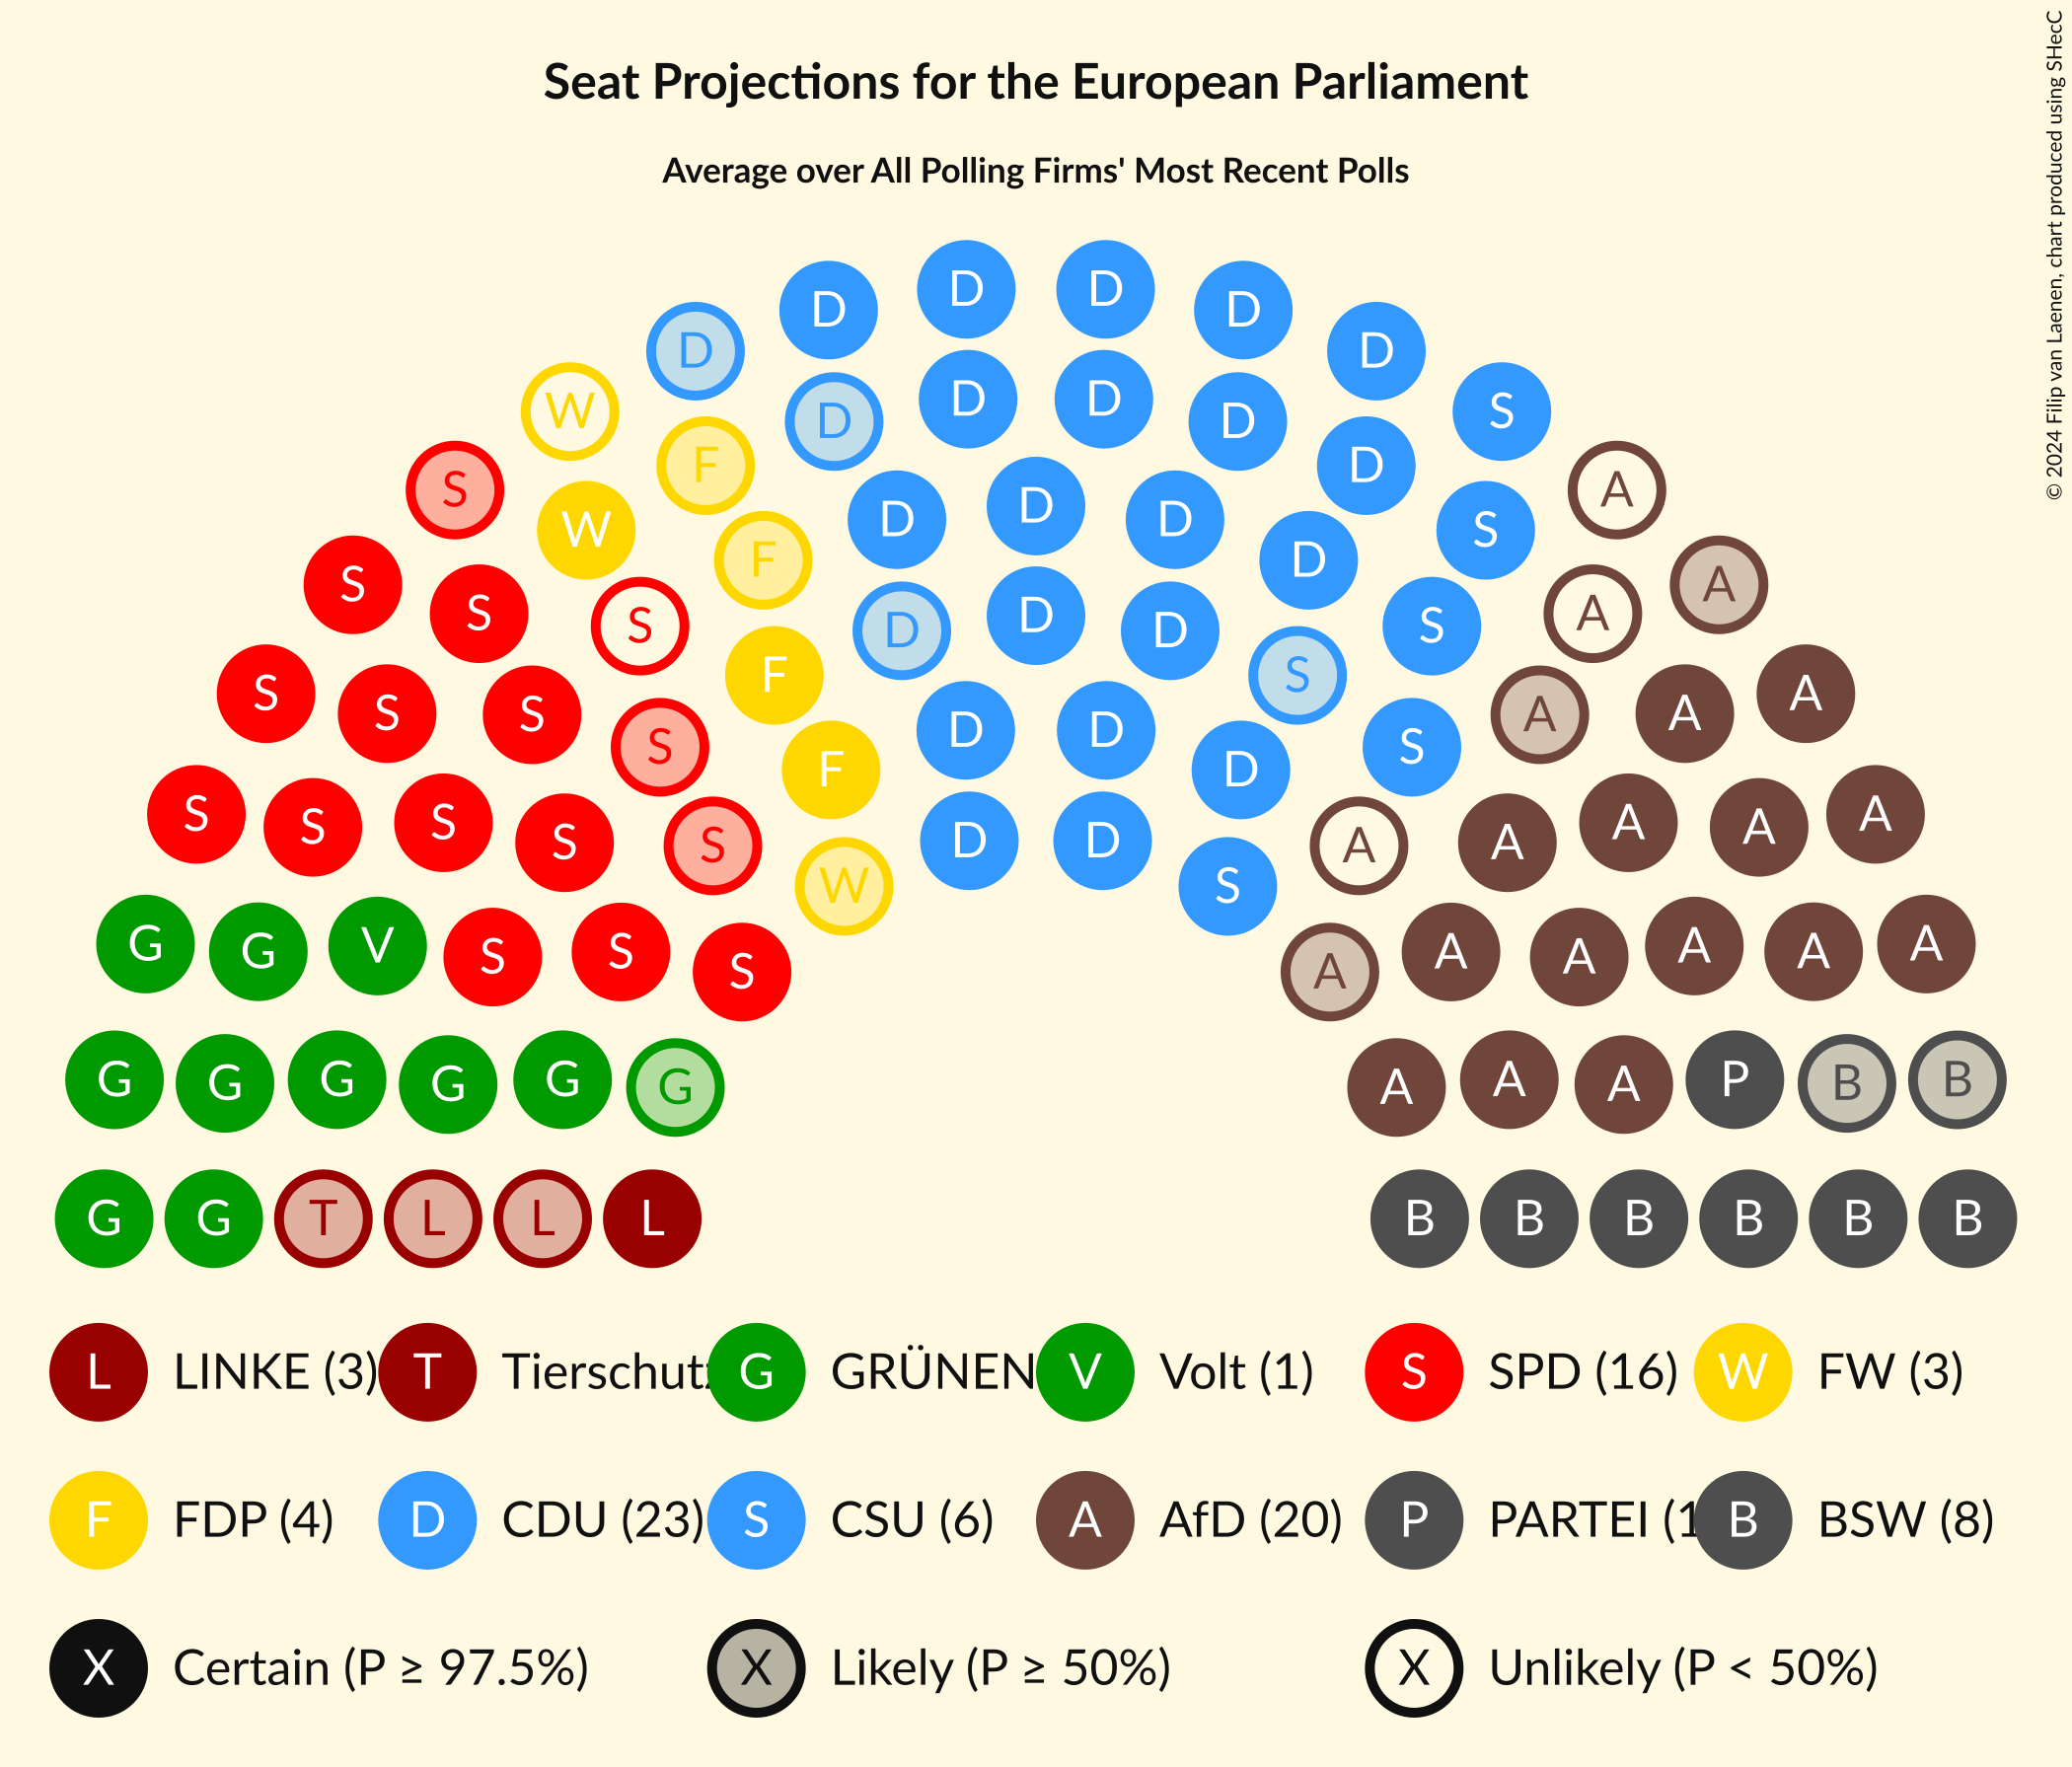 Seat Projections for the European Parliament
Average over All Polling Firms' Most Recent Polls
© 2024 Filip van Laenen, chart produced using SHecC
D D D D D D S
W D D D D D D S A
S F D D D D S A
S W F D D D S A A
S S S F D D D S S A A A
S S S S F D D D S A A A A
S S S S S W D D S A A A A A
G G V S S S A A A A A A
G G G G G G A A A P B B
G G T L L L B B B B B B
L LINKE (3) T Tierschutz G GRÜNEN V Volt (1) S SPD (16) W FW (3)
F FDP (4) D CDU (23) S CSU (6) A AfD (20) P PARTEI (1 B BSW (8)
X Certain (P ≥ 97.5%) X Likely (P ≥ 50%) X Unlikely (P < 50%)